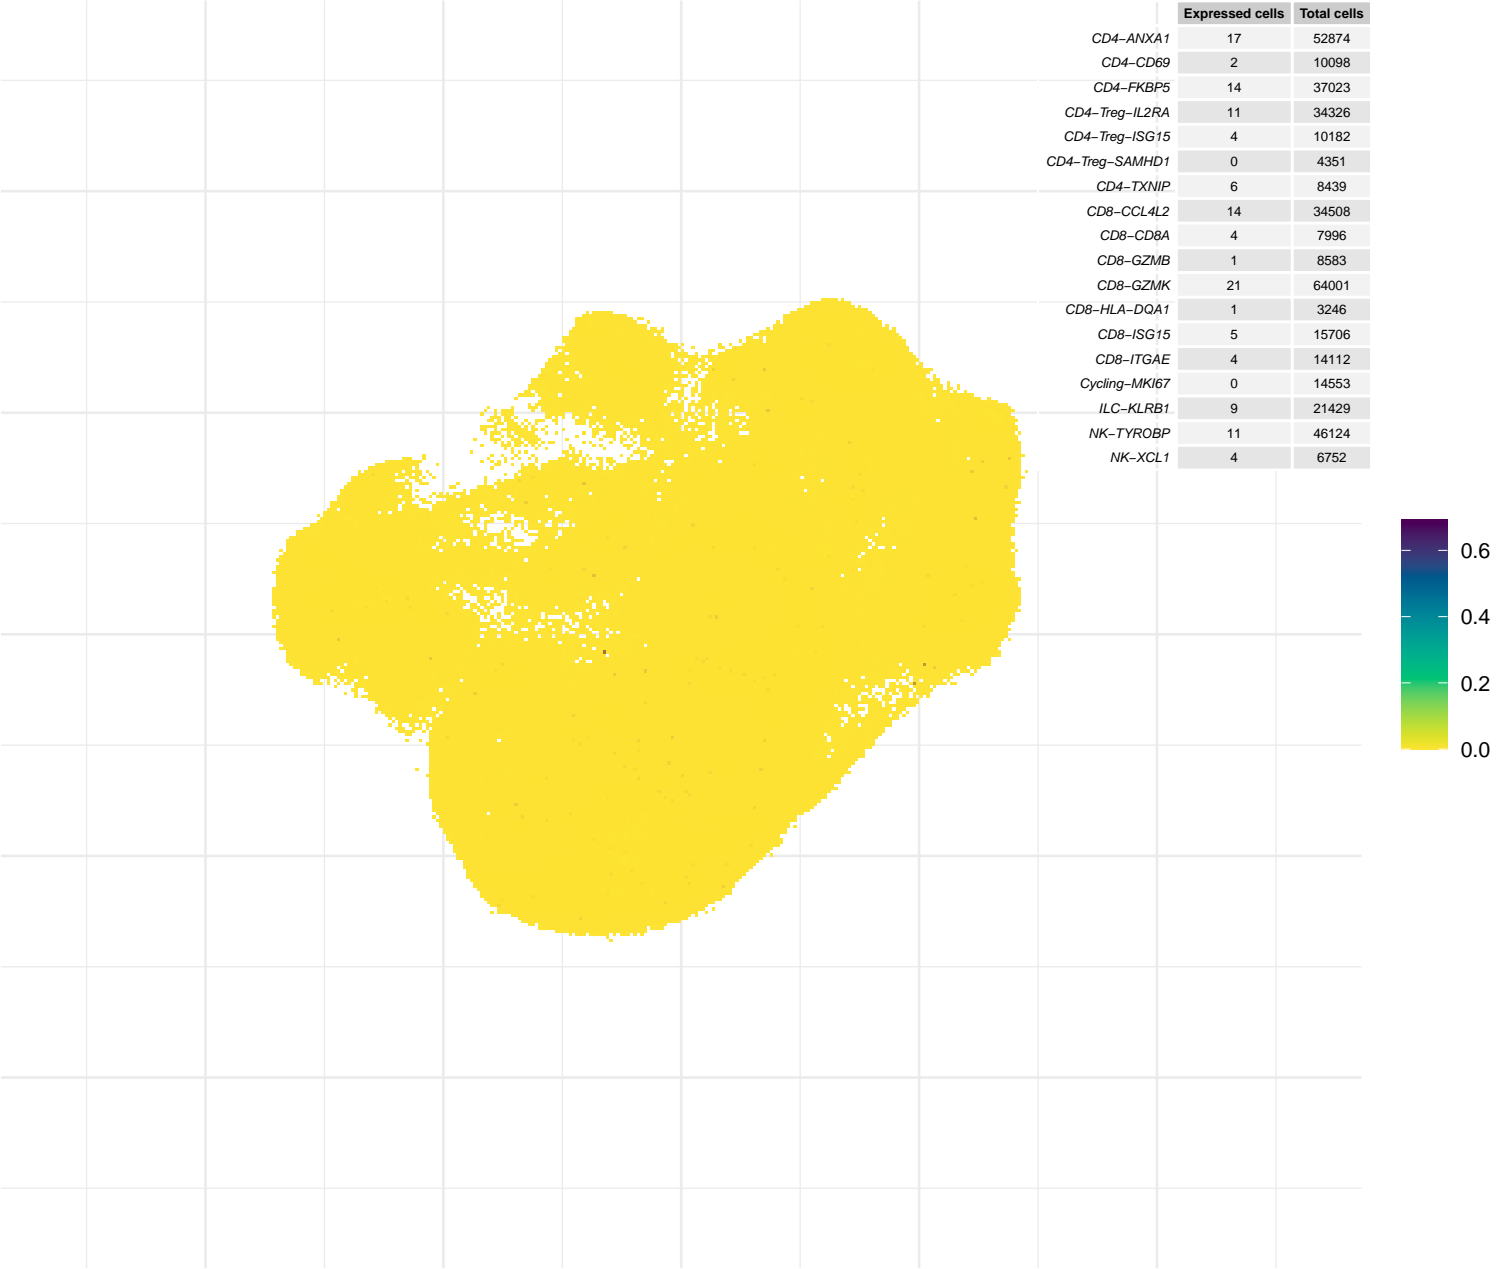 Expressed cells Total cells
CD4−ANXA1 17 52874
CD4−CD69 2 10098
CD4−FKBP5 14 37023
CD4−Treg−IL2RA 11 34326
CD4−Treg−ISG15 4 10182
CD4−Treg−SAMHD1 0 4351
CD4−TXNIP 6 8439
CD8−CCL4L2 14 34508
CD8−CD8A 4 7996
CD8−GZMB 1 8583
CD8−GZMK 21 64001
CD8−HLA−DQA1 1 3246
CD8−ISG15 5 15706
CD8−ITGAE 4 14112
Cycling−MKI67 0 14553
ILC−KLRB1 9 21429
NK−TYROBP 11 46124
NK−XCL1 4 6752
0.6
0.4
0.2
0.0